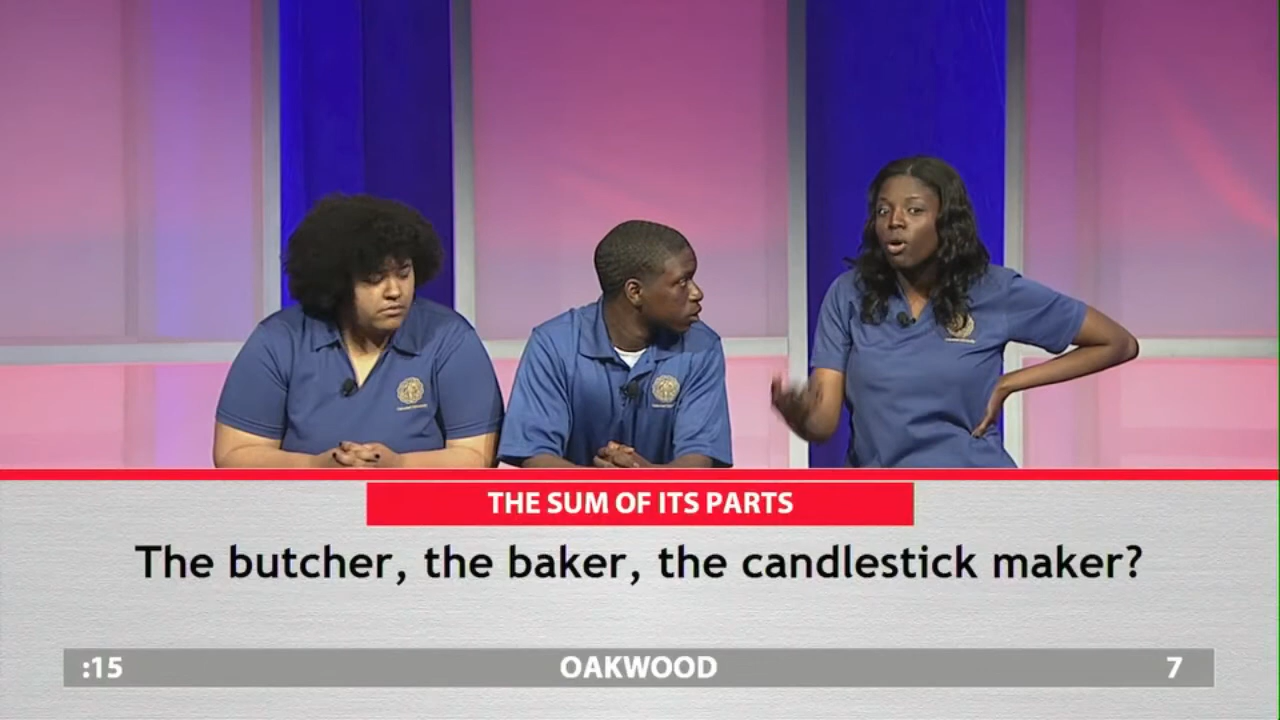 THE SUM OF ITS PARTS
The butcher, the baker, the candlestick maker?
:15 OAKWOOD 7